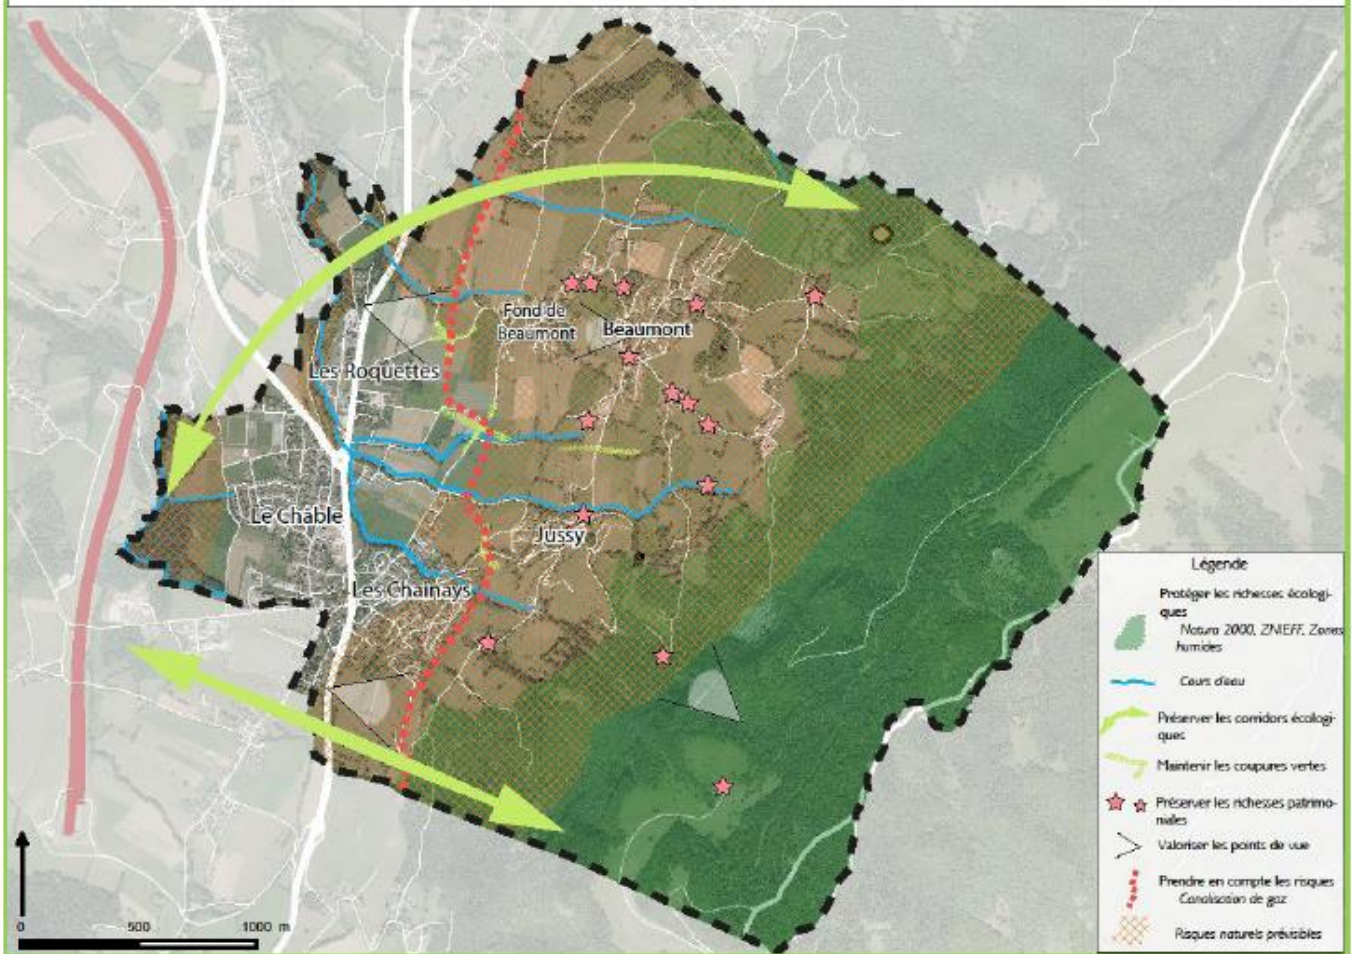 Fond de
Beaumont
Beaumont
Les Roquettes
Le Châble
Jussy
Les Chainays
0
500
1000 m
Légende
Protéger les richesses écologi-
ques
Natura 2000, ZNIEFF, Zones
humides
Cours d'eau
Préserver les corridors écologi-
ques
Maintenir les coupures vertes
Préserver les richesses patrimo-
niales
Valoriser les points de vue
Prendre en compte les risques
Canalisation de gaz
Risques naturels prévisibles